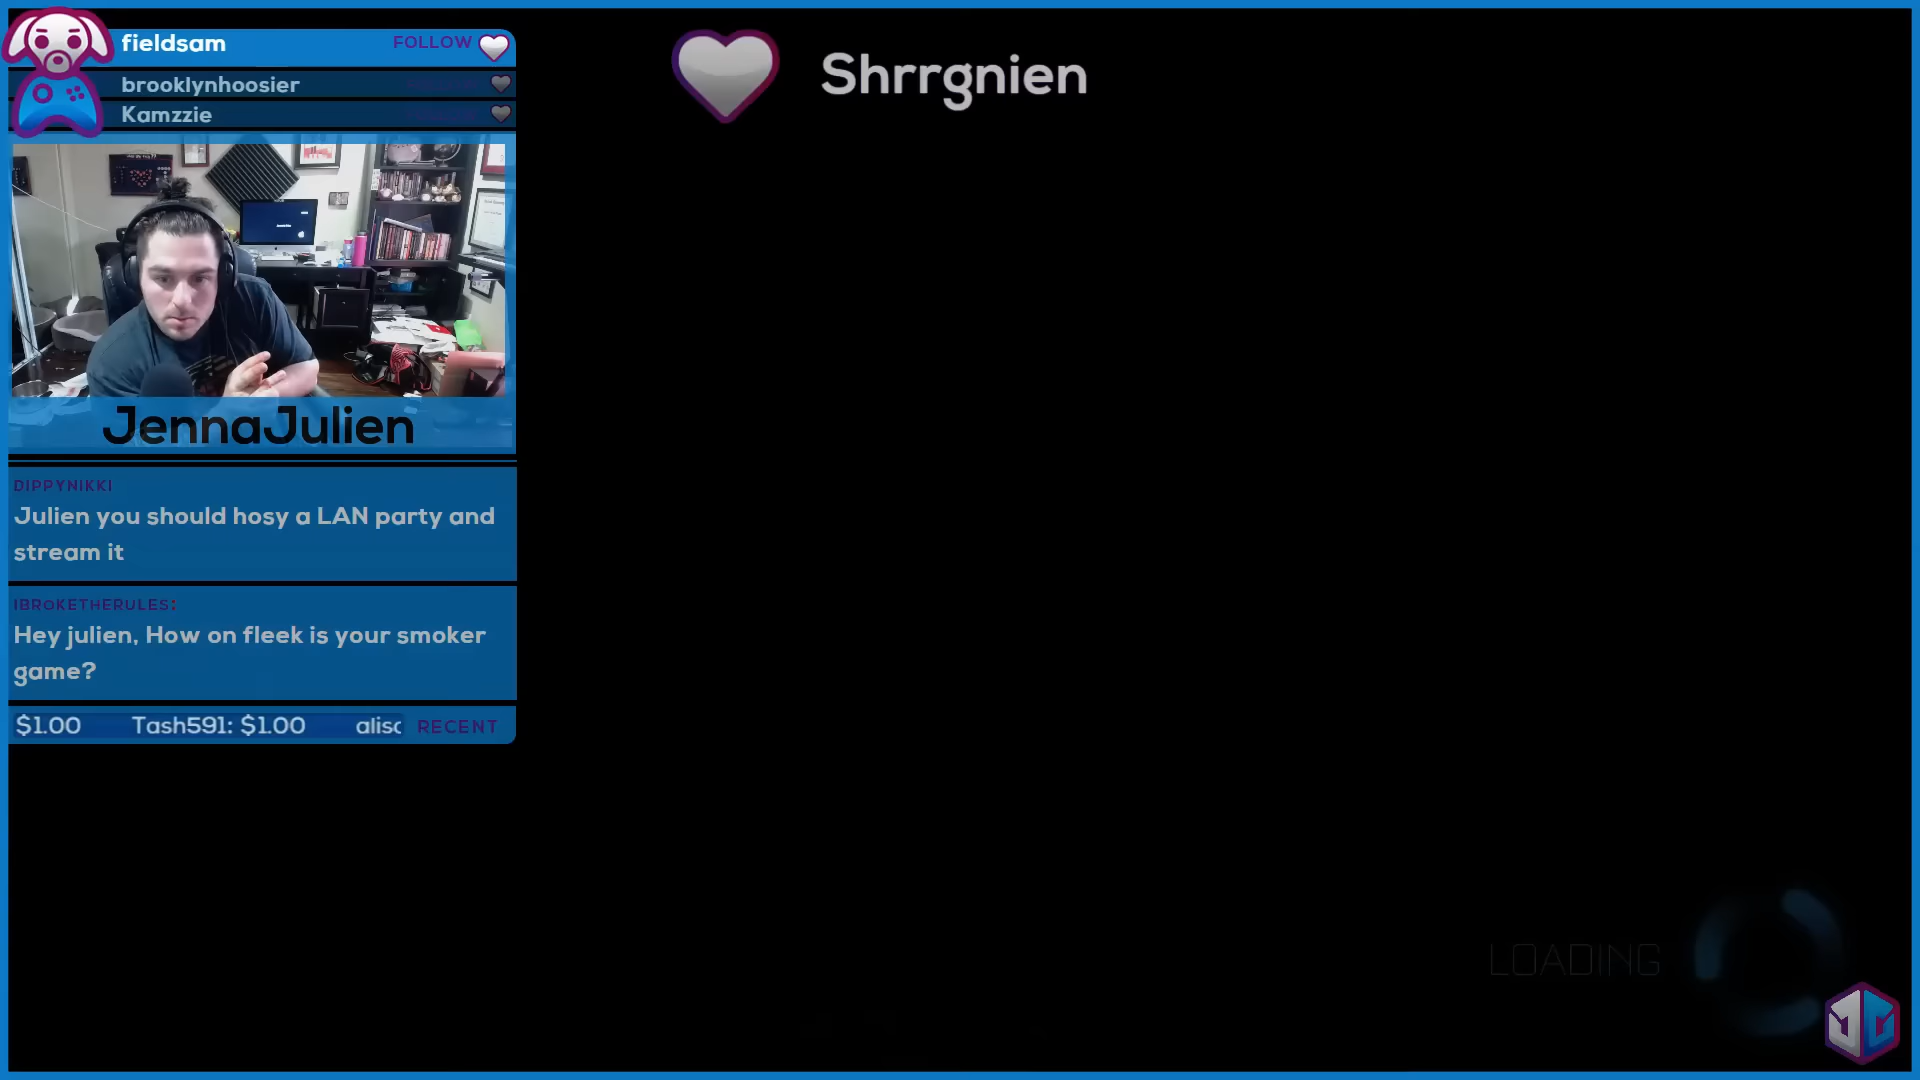 fieldsam
FOLLOW
brooklynhoosier
Kamzzie
Shrrgnien
JennaJulien
DIPPYNIKKI
Julien you should hosy a LAN party and
stream it
IBROKETHERULES:
Hey julien, How on fleek is your smoker
game?
$1.00 Tash591: $1.00 alisc
RECENT
LOADING